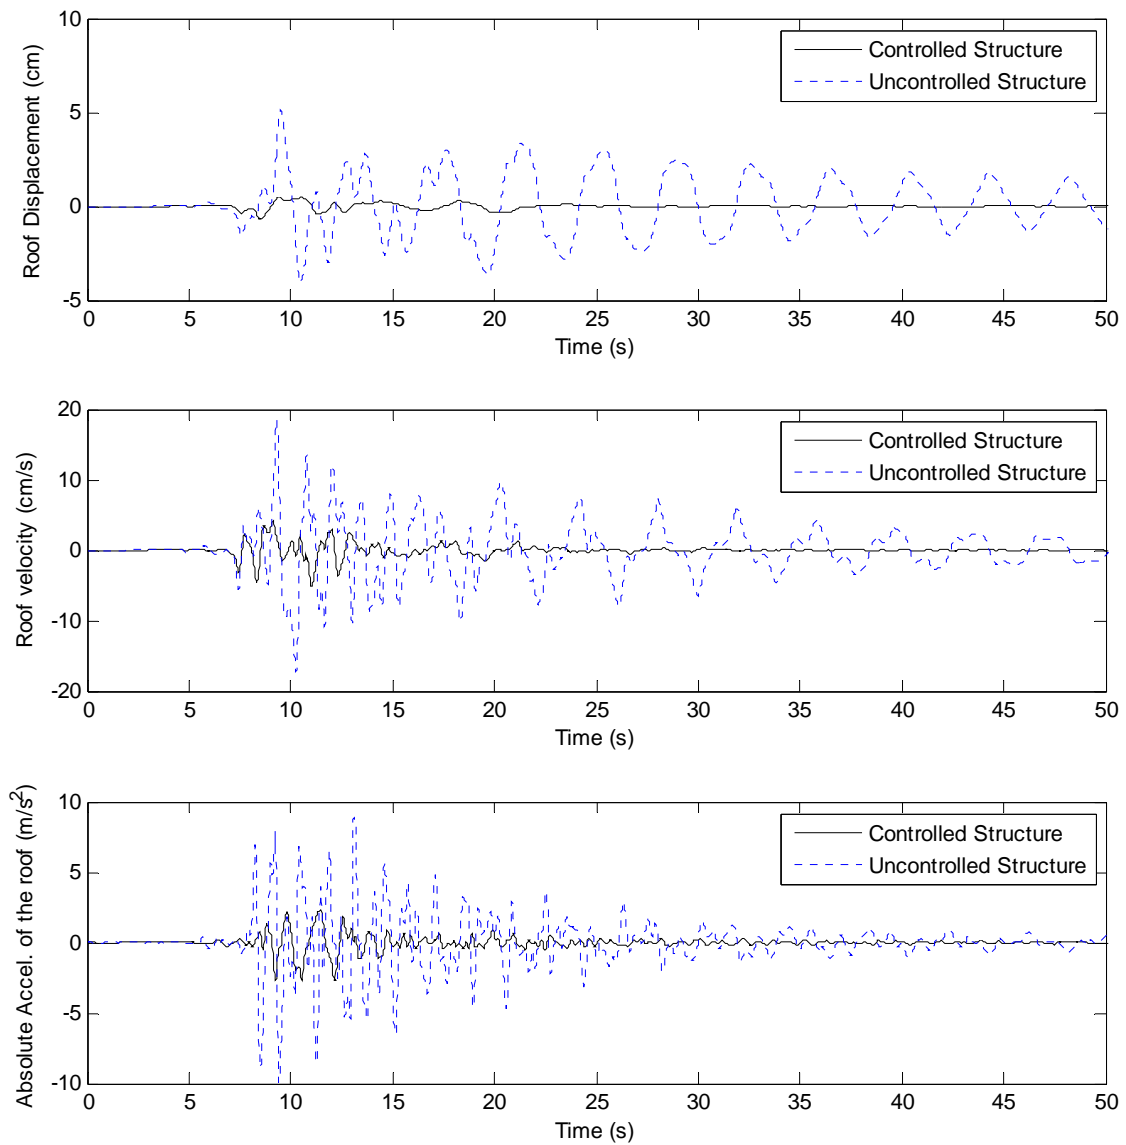 10
5
0
-5
Roof Displacement (cm)
Controlled Structure
Uncontrolled Structure
0 5 10 15 20 25 30 35 40 45 50
Time (s)
20
10
0
-10
-20
Roof velocity (cm/s)
Controlled Structure
Uncontrolled Structure
0 5 10 15 20 25 30 35 40 45 50
Time (s)
10
5
0
-5
-10
Absolute Accel. of the roof (m/s²)
Controlled Structure
Uncontrolled Structure
0 5 10 15 20 25 30 35 40 45 50
Time (s)